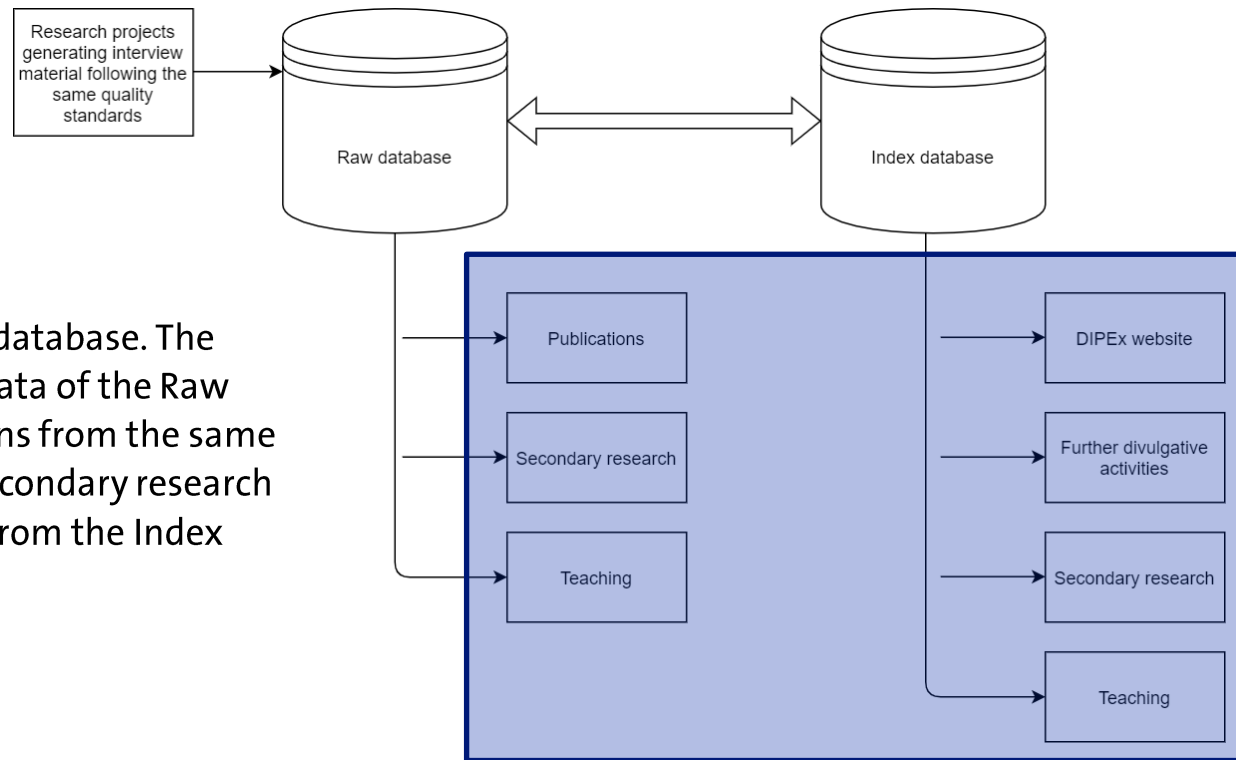 Research projects
generating interview
material following the
same quality
standards
Raw database
Index database
database. The
ata of the Raw
ns from the same
econdary research
rom the Index
Publications
Secondary research
Teaching
DIPEx website
Further divulgative
activities
Secondary research
Teaching